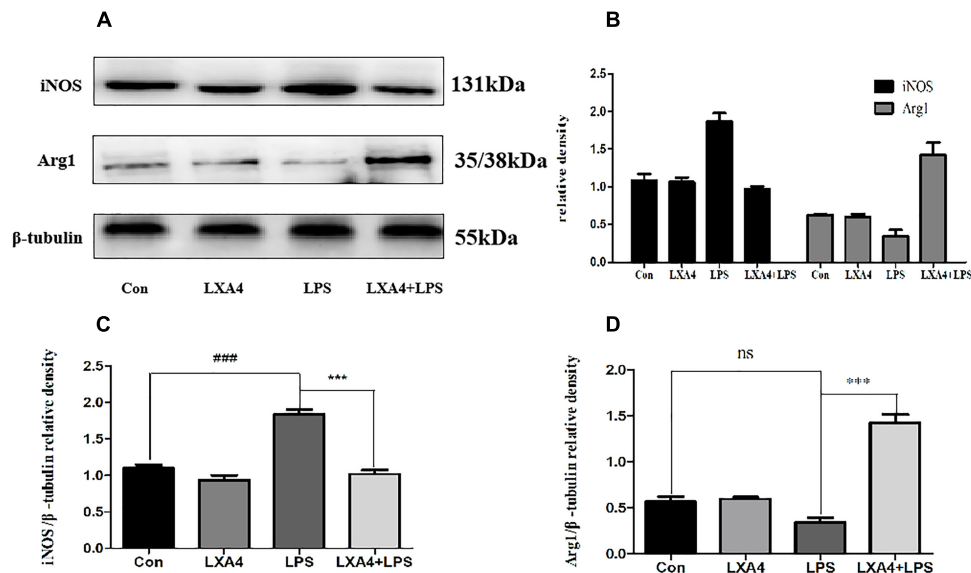 A
iNOS
131kDa
Arg1
35/38kDa
β-tubulin
55kDa
Con LXA4 LPS LXA4+LPS
B
relative density
2.5
2.0
1.5
1.0
0.5
0.0
iNOS
Arg1
Con LXA4 LPS LXA4+LPS Con LXA4 LPS LXA4+LPS
C
iNOS/β-tubulin relative density
2.5
2.0
1.5
1.0
0.5
0.0
###
***
Con LXA4 LPS LXA4+LPS
D
Arg1/β-tubulin relative density
2.0
1.5
1.0
0.5
0.0
ns
***
Con LXA4 LPS LXA4+LPS